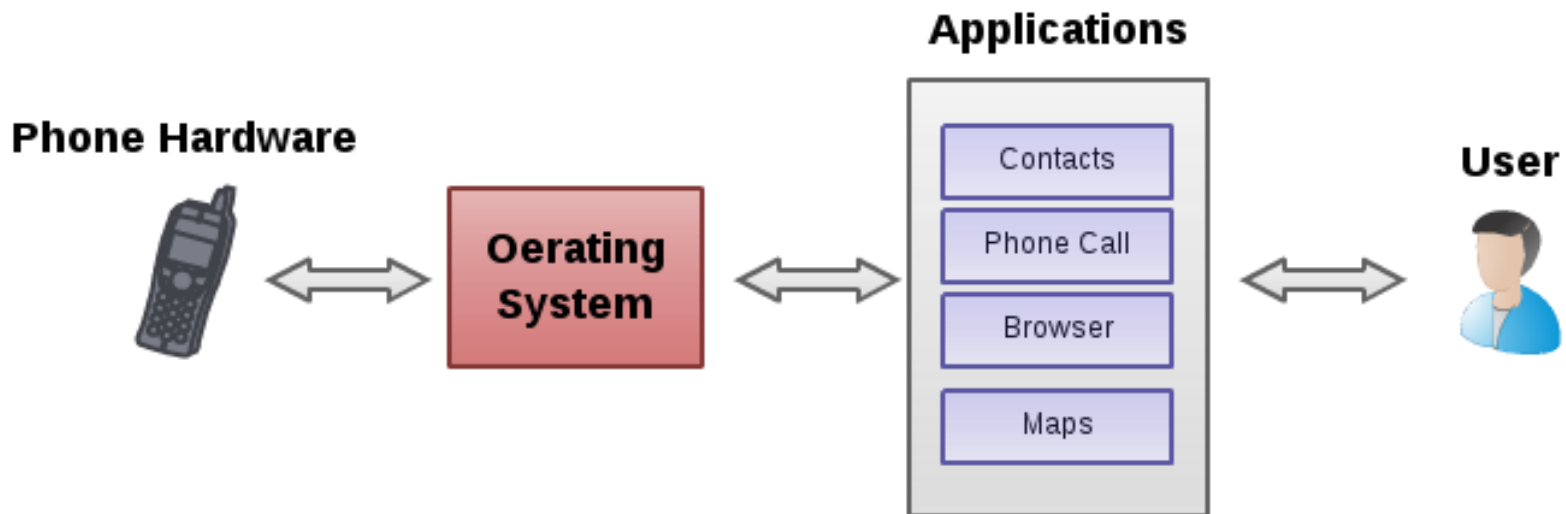 Applications
Phone Hardware
User
Oerating
System
Contacts
Phone Call
Browser
Maps